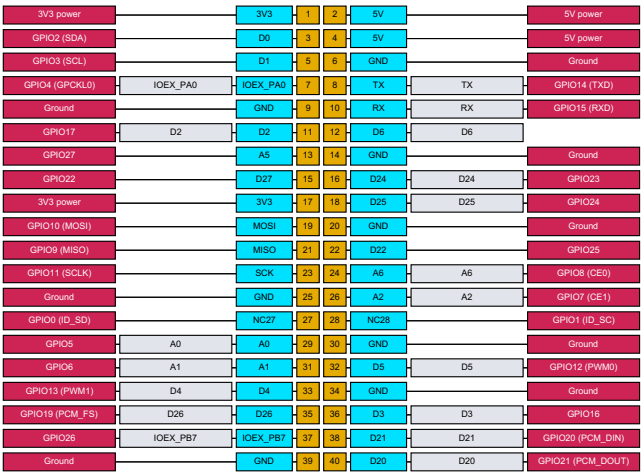 3V3 power 3V3 1 2 5V 5V power
GPIO2 (SDA) D0 3 4 5V 5V power
GPIO3 (SCL) D1 5 6 GND Ground
GPIO4 (GPCKL0) IOEX_PA0 IOEX_PA0 7 8 TX TX GPIO14 (TXD)
Ground GND 9 10 RX RX GPIO15 (RXD)
GPIO17 D2 D2 11 12 D6 D6
GPIO27 A5 13 14 GND Ground
GPIO22 D27 15 16 D24 D24 GPIO23
3V3 power 3V3 17 18 D25 D25 GPIO24
GPIO10 (MOSI) MOSI 19 20 GND Ground
GPIO9 (MISO) MISO 21 22 D22 GPIO25
GPIO11 (SCLK) SCK 23 24 A6 A6 GPIO8 (CE0)
Ground GND 25 26 A2 A2 GPIO7 (CE1)
GPIO0 (ID_SD) NC27 27 28 NC28 GPIO1 (ID_SC)
GPIO5 A0 A0 29 30 GND Ground
GPIO6 A1 A1 31 32 D5 D5 GPIO12 (PWM0)
GPIO13 (PWM1) D4 D4 33 34 GND Ground
GPIO19 (PCM_FS) D26 D26 35 36 D3 D3 GPIO16
GPIO26 IOEX_PB7 IOEX_PB7 37 38 D21 D21 GPIO20 (PCM_DIN)
Ground GND 39 40 D20 D20 GPIO21 (PCM_DOUT)